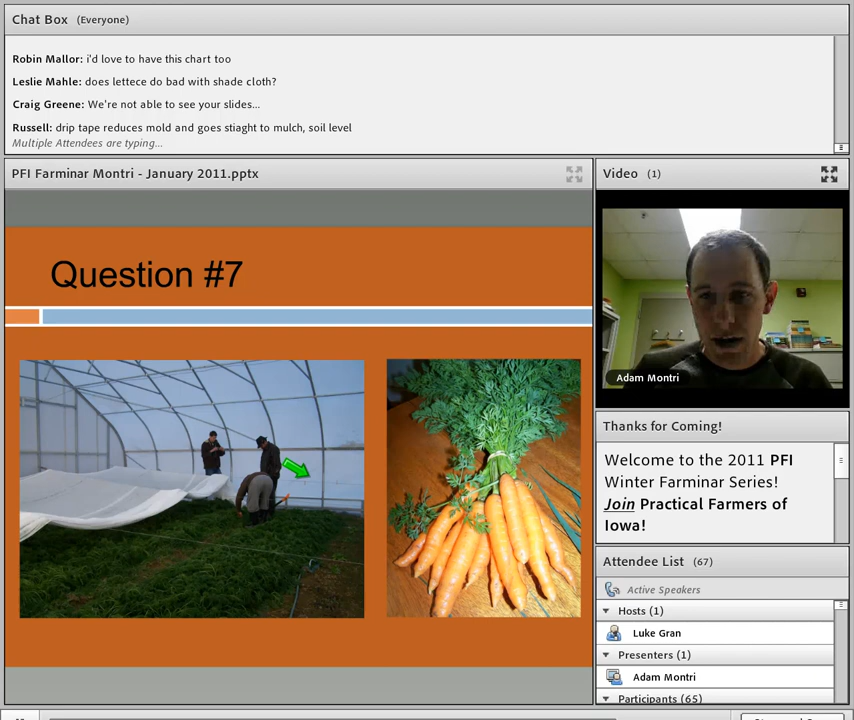 Chat Box (Everyone)
Robin Mallor: i'd love to have this chart too
Leslie Mahle: does lettece do bad with shade cloth?
Craig Greene: We're not able to see your slides...
Russell: drip tape reduces mold and goes stiaght to mulch, soil level
Multiple Attendees are typing...
PFI Farminar Montri - January 2011.pptx
Question #7
Video (1)
Adam Montri
Thanks for Coming!
Welcome to the 2011 PFI
Winter Farminar Series!
Join Practical Farmers of
Iowa!
Attendee List (67)
Active Speakers
Hosts (1)
Luke Gran
Presenters (1)
Adam Montri
Participants (65)